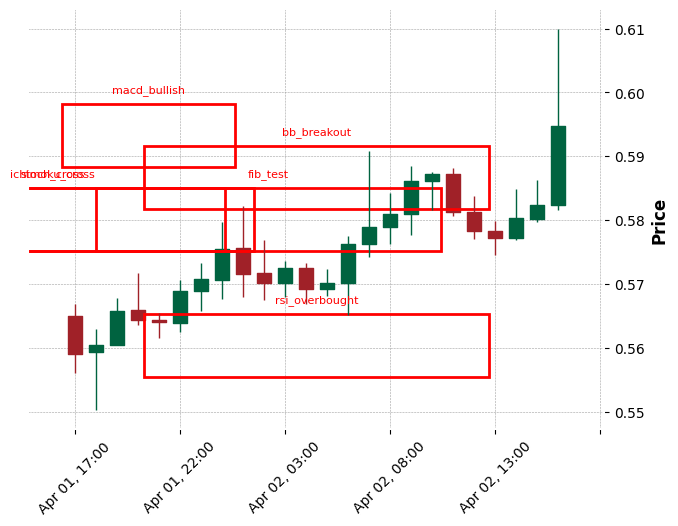 0.61
macd_bullish
0.60
bb_breakout
0.59
fib_test
0.58
Price
0.57
rsi_overbought
0.56
0.55
Apr 01, 17:00
Apr 01, 22:00
Apr 02, 03:00
Apr 02, 08:00
Apr 02, 13:00